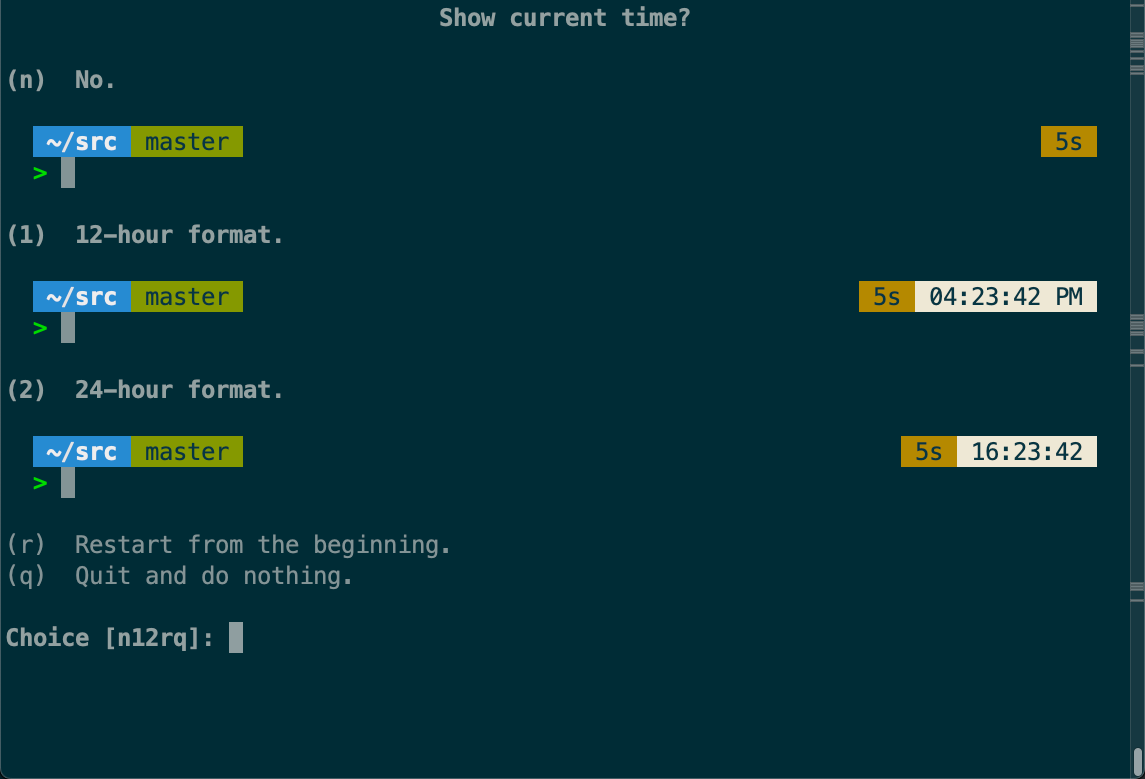 Show current time?
(n)  No.
~/src  master  5s
>
(1)  12-hour format.
~/src  master  5s  04:23:42 PM
>
(2)  24-hour format.
~/src  master  5s  16:23:42
>
(r)  Restart from the beginning.
(q)  Quit and do nothing.
Choice [n12rq]: